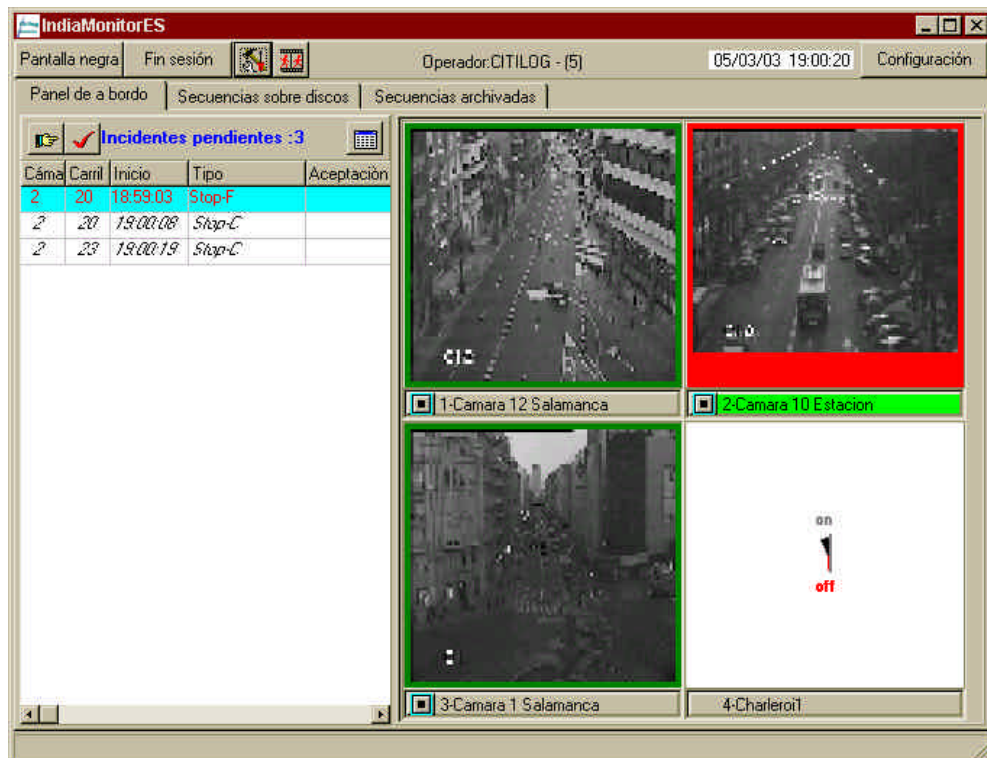 IndiaMonitorES
Pantalla negra Fin sesión Operador:CITILOG - (5) 05/03/03 19:00:20 Configuración
Panel de a bordo Secuencias sobre discos Secuencias archivadas
Incidentes pendientes :3
Cáma Carril Inicio Tipo Aceptación
2 20 18:59:03 Stop-F
2 20 19:00:08 Stop-C
2 23 19:00:19 Stop-C
1-Camara 12 Salamanca
2-Camara 10 Estacion
on
off
3-Camara 1 Salamanca
4-Charleroi1